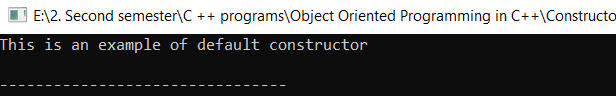 E:\2. Second semester\C ++ programs\Object Oriented Programming in C++\Constructo
This is an example of default constructor
--------------------------------